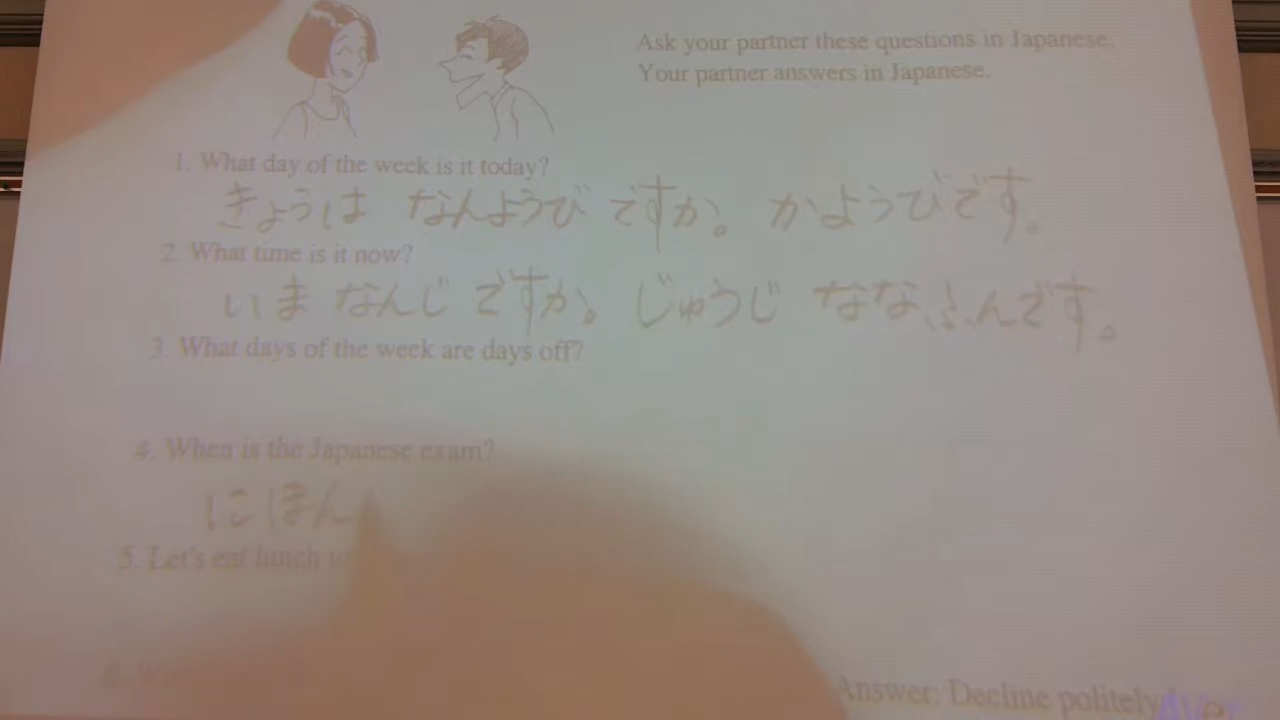 Ask your partner these questions in Japanese.
Your partner answers in Japanese.
1. What day of the week is it today?
きょうは なんようび ですか。 かようびです。
2. What time is it now?
いま なんじ ですか。 じゅうじ ななふんです。
3. What days of the week are days off?
4. When is the Japanese exam?
にほん
5. Let's eat lunch
Answer: Decline politely